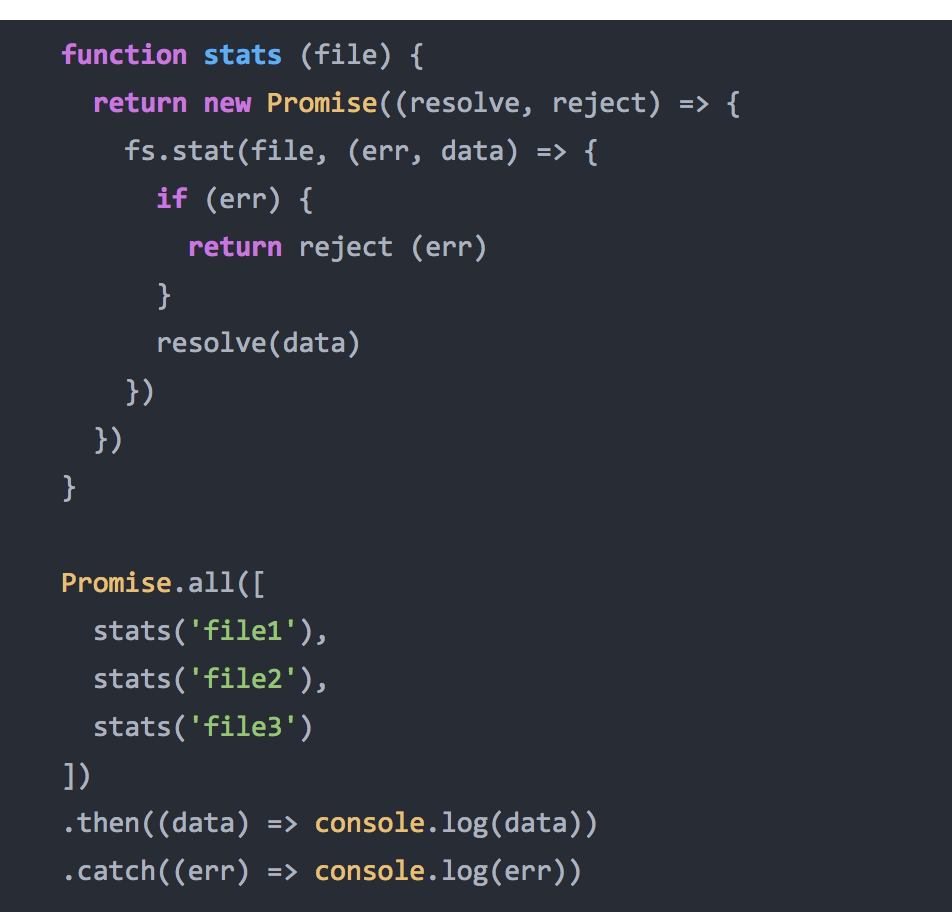 function stats (file) {
  return new Promise((resolve, reject) => {
    fs.stat(file, (err, data) => {
      if (err) {
        return reject (err)
      }
      resolve(data)
    })
  })
}

Promise.all([
  stats('file1'),
  stats('file2'),
  stats('file3')
])
.then((data) => console.log(data))
.catch((err) => console.log(err))